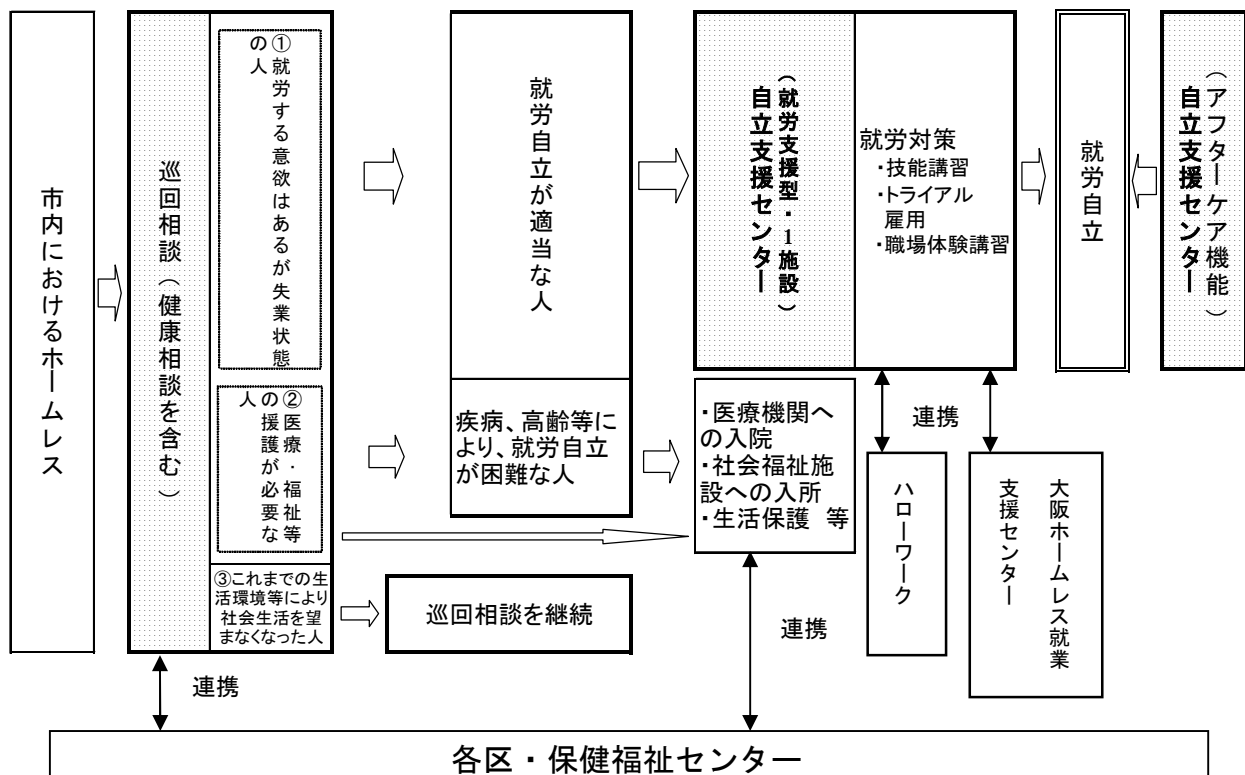 市内におけるホームレス
巡回相談（健康相談を含む）
①就労する意欲はあるが失業状態
の人
②医療・福祉等
の援護が必要な
人
③これまでの生
活環境等により
社会生活を望
まなくなった人
就労自立が適当な人
疾病、高齢等に
より、就労自立
が困難な人
巡回相談を継続
（就労支援型・1施設）
自立支援センター
就労対策
・技能講習
・トライアル
雇用
・職場体験講習
・医療機関へ
の入院
・社会福祉施
設への入所
・生活保護 等
就労自立
（アフターケア機能）
自立支援センター
連携
ハローワーク
大阪ホームレス就業
支援センター
連携
連携
各区・保健福祉センター